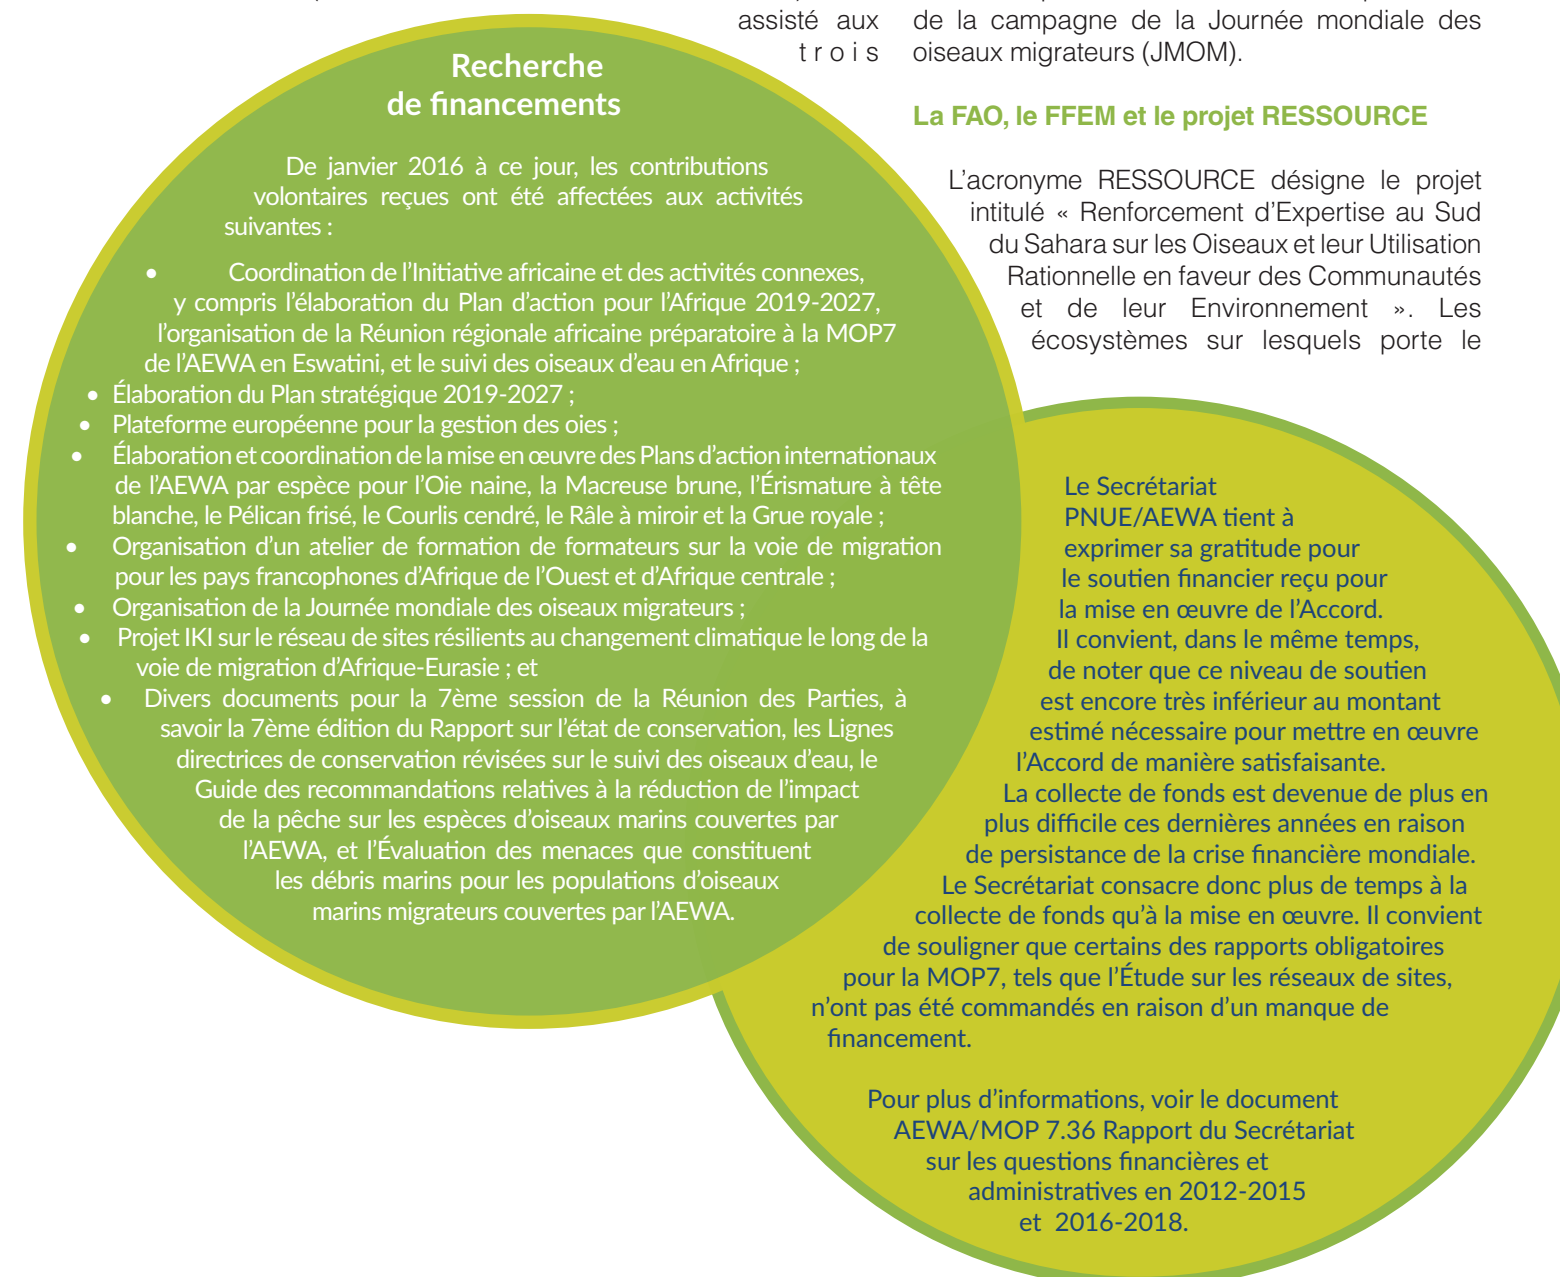 assisté aux
trois
de la campagne de la Journée mondiale des
oiseaux migrateurs (JMOM).
La FAO, le FFEM et le projet RESSOURCE
L’acronyme RESSOURCE désigne le projet
intitulé « Renforcement d’Expertise au Sud
du Sahara sur les Oiseaux et leur Utilisation
Rationnelle en faveur des Communautés
et de leur Environnement ». Les
écosystèmes sur lesquels porte le
Recherche
de financements
De janvier 2016 à ce jour, les contributions
volontaires reçues ont été affectées aux activités
suivantes :
• Coordination de l’Initiative africaine et des activités connexes,
y compris l’élaboration du Plan d’action pour l’Afrique 2019-2027,
l’organisation de la Réunion régionale africaine préparatoire à la MOP7
de l’AEWA en Eswatini, et le suivi des oiseaux d’eau en Afrique ;
• Élaboration du Plan stratégique 2019-2027 ;
• Plateforme européenne pour la gestion des oies ;
• Élaboration et coordination de la mise en œuvre des Plans d’action internationaux
de l’AEWA par espèce pour l’Oie naine, la Macreuse brune, l’Érismature à tête
blanche, le Pélican frisé, le Courlis cendré, le Râle à miroir et la Grue royale ;
• Organisation d’un atelier de formation de formateurs sur la voie de migration
pour les pays francophones d’Afrique de l’Ouest et d’Afrique centrale ;
• Organisation de la Journée mondiale des oiseaux migrateurs ;
• Projet IKI sur le réseau de sites résilients au changement climatique le long de la
voie de migration d’Afrique-Eurasie ; et
• Divers documents pour la 7ème session de la Réunion des Parties, à
savoir la 7ème édition du Rapport sur l’état de conservation, les Lignes
directrices de conservation révisées sur le suivi des oiseaux d’eau, le
Guide des recommandations relatives à la réduction de l’impact
de la pêche sur les espèces d’oiseaux marins couvertes par
l’AEWA, et l’Évaluation des menaces que constituent
les débris marins pour les populations d’oiseaux
marins migrateurs couvertes par l’AEWA.
Le Secrétariat
PNUE/AEWA tient à
exprimer sa gratitude pour
le soutien financier reçu pour
la mise en œuvre de l’Accord.
Il convient, dans le même temps,
de noter que ce niveau de soutien
est encore très inférieur au montant
estimé nécessaire pour mettre en œuvre
l’Accord de manière satisfaisante.
La collecte de fonds est devenue de plus en
plus difficile ces dernières années en raison
de persistance de la crise financière mondiale.
Le Secrétariat consacre donc plus de temps à la
collecte de fonds qu’à la mise en œuvre. Il convient
de souligner que certains des rapports obligatoires
pour la MOP7, tels que l’Étude sur les réseaux de sites,
n’ont pas été commandés en raison d’un manque de
financement.
Pour plus d’informations, voir le document
AEWA/MOP 7.36 Rapport du Secrétariat
sur les questions financières et
administratives en 2012-2015
et 2016-2018.